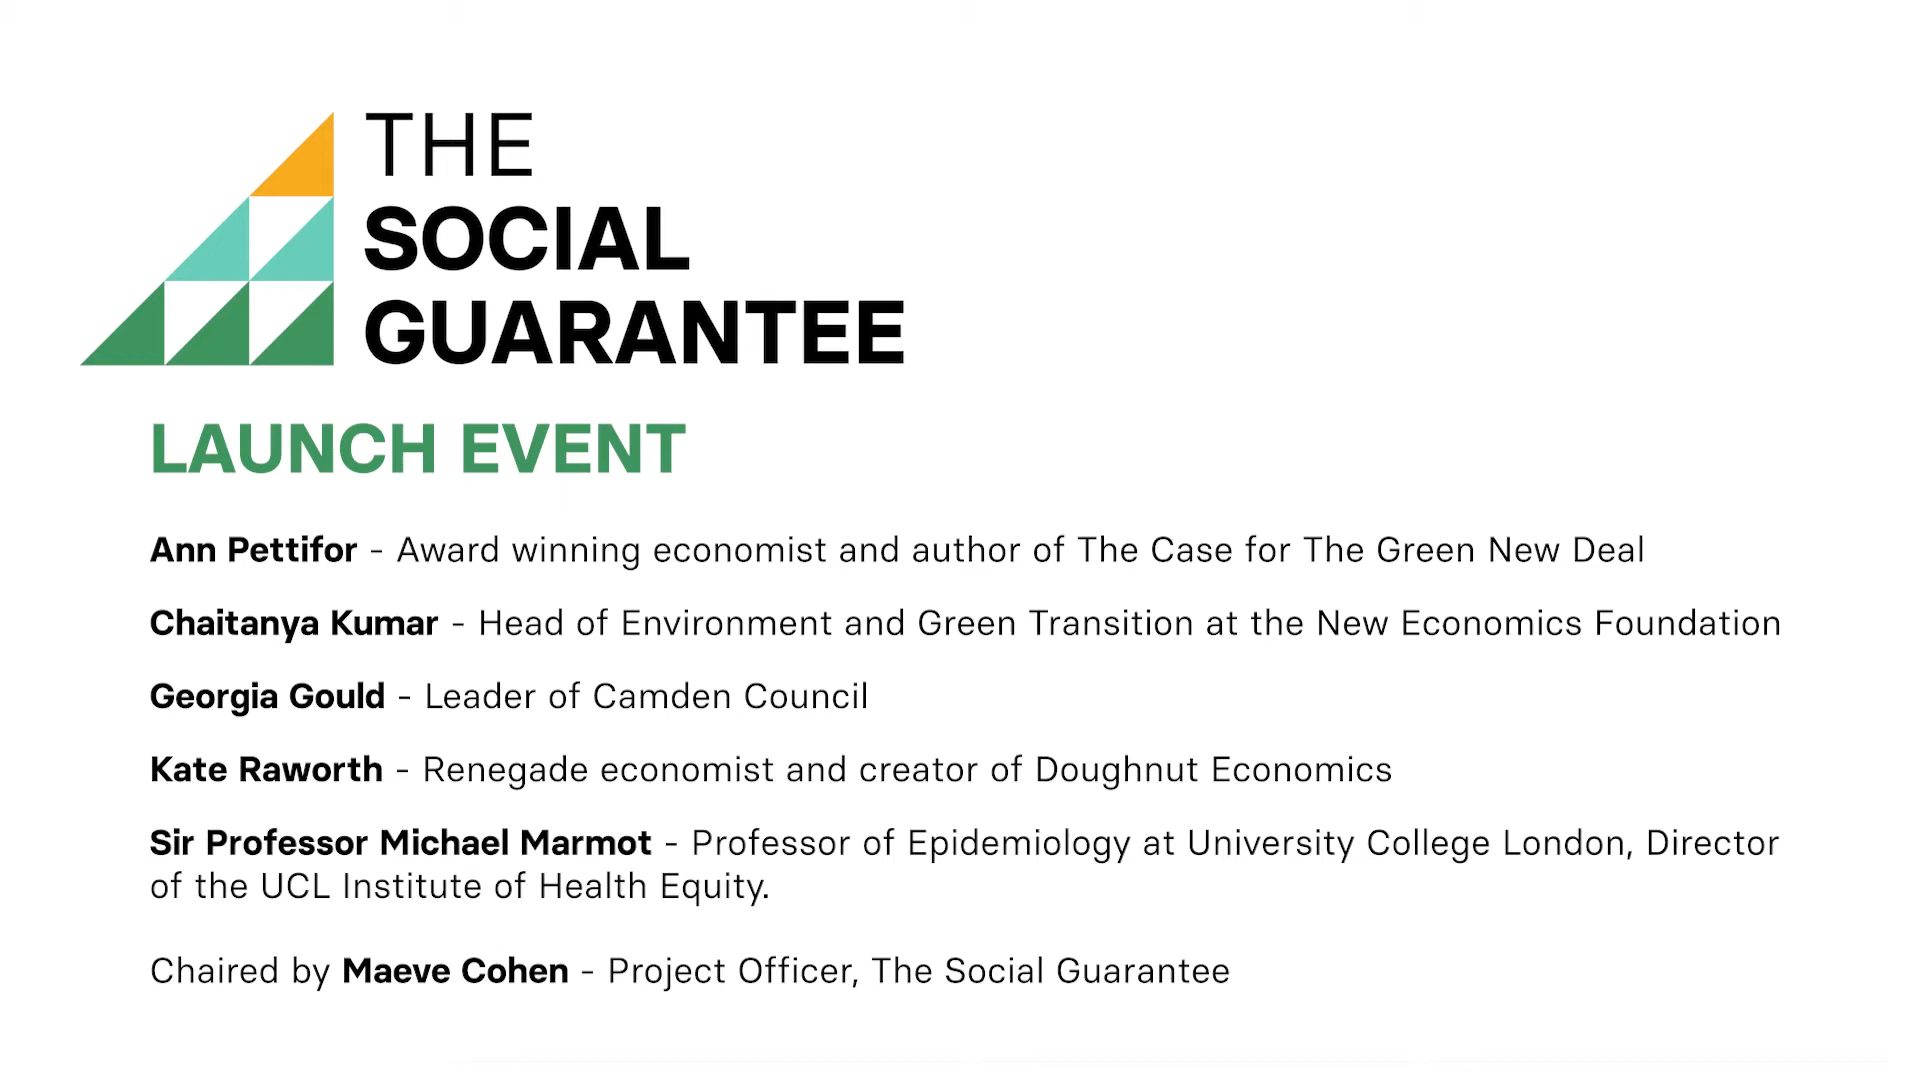 THE
SOCIAL
GUARANTEE
LAUNCH EVENT
Ann Pettifor - Award winning economist and author of The Case for The Green New Deal
Chaitanya Kumar - Head of Environment and Green Transition at the New Economics Foundation
Georgia Gould - Leader of Camden Council
Kate Raworth - Renegade economist and creator of Doughnut Economics
Sir Professor Michael Marmot - Professor of Epidemiology at University College London, Director
of the UCL Institute of Health Equity.
Chaired by Maeve Cohen - Project Officer, The Social Guarantee